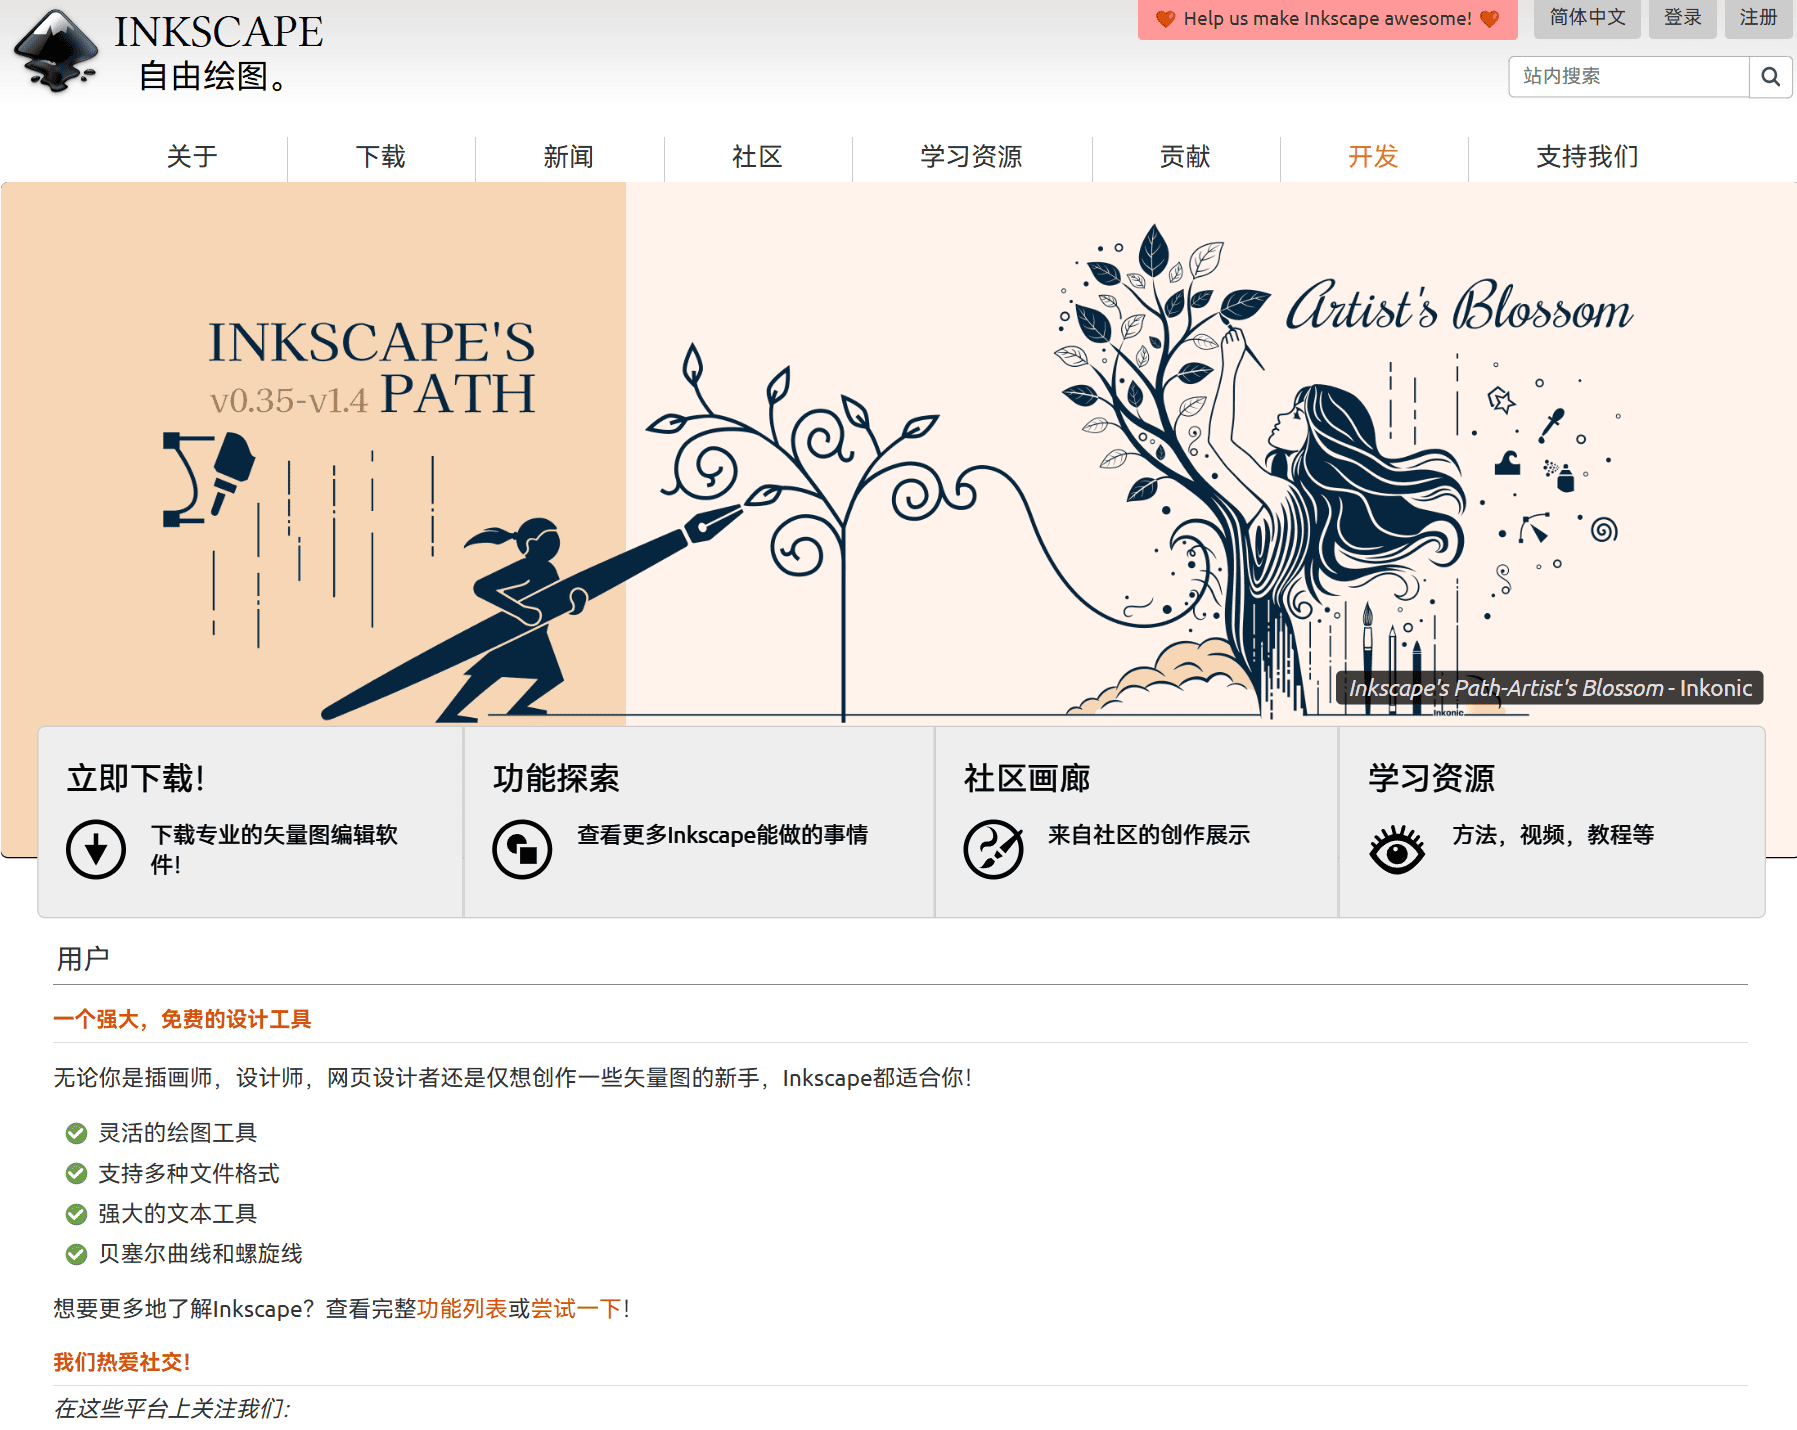 INKSCAPE
自由绘图。
Help us make Inkscape awesome!
简体中文
登录
注册
站内搜索
关于
下载
新闻
社区
学习资源
贡献
开发
支持我们
INKSCAPE'S
v0.35-v1.4 PATH
Artist's Blossom
Inkscape's Path-Artist's Blossom - Inkonic
Inkonic
立即下载！
下载专业的矢量图编辑软
件！
功能探索
查看更多Inkscape能做的事情
社区画廊
来自社区的创作展示
学习资源
方法，视频，教程等
用户
一个强大，免费的设计工具
无论你是插画师，设计师，网页设计者还是仅想创作一些矢量图的新手，Inkscape都适合你！
灵活的绘图工具
支持多种文件格式
强大的文本工具
贝塞尔曲线和螺旋线
想要更多地了解Inkscape？查看完整功能列表或尝试一下！
我们热爱社交！
在这些平台上关注我们：